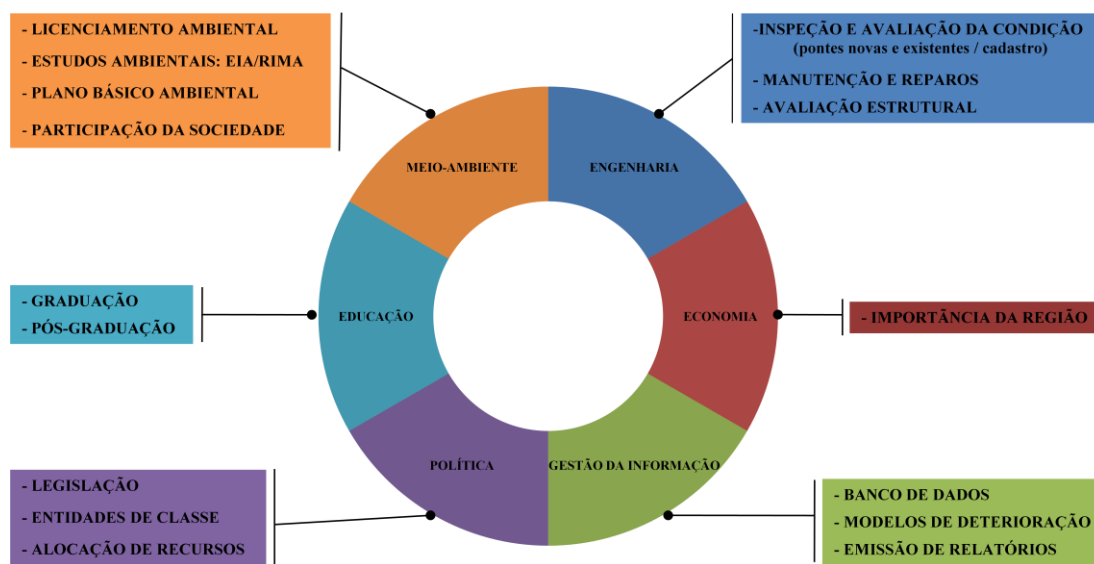 - LICENCIAMENTO AMBIENTAL
- ESTUDOS AMBIENTAIS: EIA/RIMA
- PLANO BÁSICO AMBIENTAL
- PARTICIPAÇÃO DA SOCIEDADE
-INSPEÇÃO E AVALIAÇÃO DA CONDIÇÃO
(pontes novas e existentes / cadastro)
- MANUTENÇÃO E REPAROS
- AVALIAÇÃO ESTRUTURAL
MEIO-AMBIENTE
ENGENHARIA
- GRADUAÇÃO
- PÓS-GRADUAÇÃO
EDUCAÇÃO
ECONOMIA
- IMPORTÂNCIA DA REGIÃO
POLÍTICA
GESTÃO DA INFORMAÇÃO
- LEGISLAÇÃO
- ENTIDADES DE CLASSE
- ALOCAÇÃO DE RECURSOS
- BANCO DE DADOS
- MODELOS DE DETERIORAÇÃO
- EMISSÃO DE RELATÓRIOS